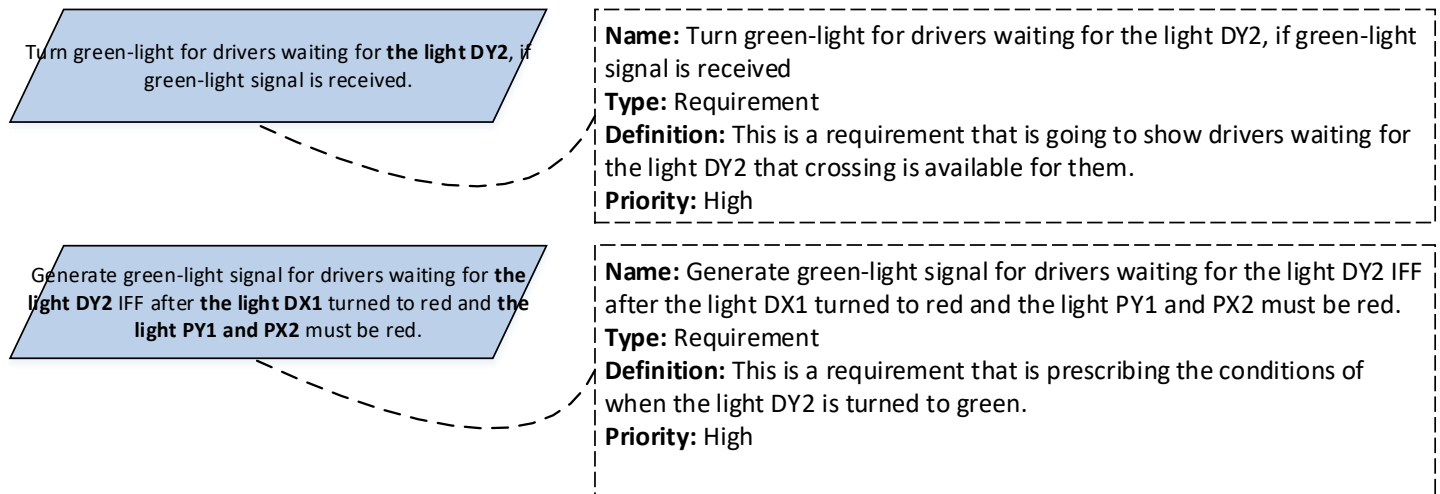 Turn green-light for drivers waiting for the light DY2, if
green-light signal is received.
Name: Turn green-light for drivers waiting for the light DY2, if green-light
signal is received
Type: Requirement
Definition: This is a requirement that is going to show drivers waiting for
the light DY2 that crossing is available for them.
Priority: High
Generate green-light signal for drivers waiting for the
light DY2 IFF after the light DX1 turned to red and the
light PY1 and PX2 must be red.
Name: Generate green-light signal for drivers waiting for the light DY2 IFF
after the light DX1 turned to red and the light PY1 and PX2 must be red.
Type: Requirement
Definition: This is a requirement that is prescribing the conditions of
when the light DY2 is turned to green.
Priority: High